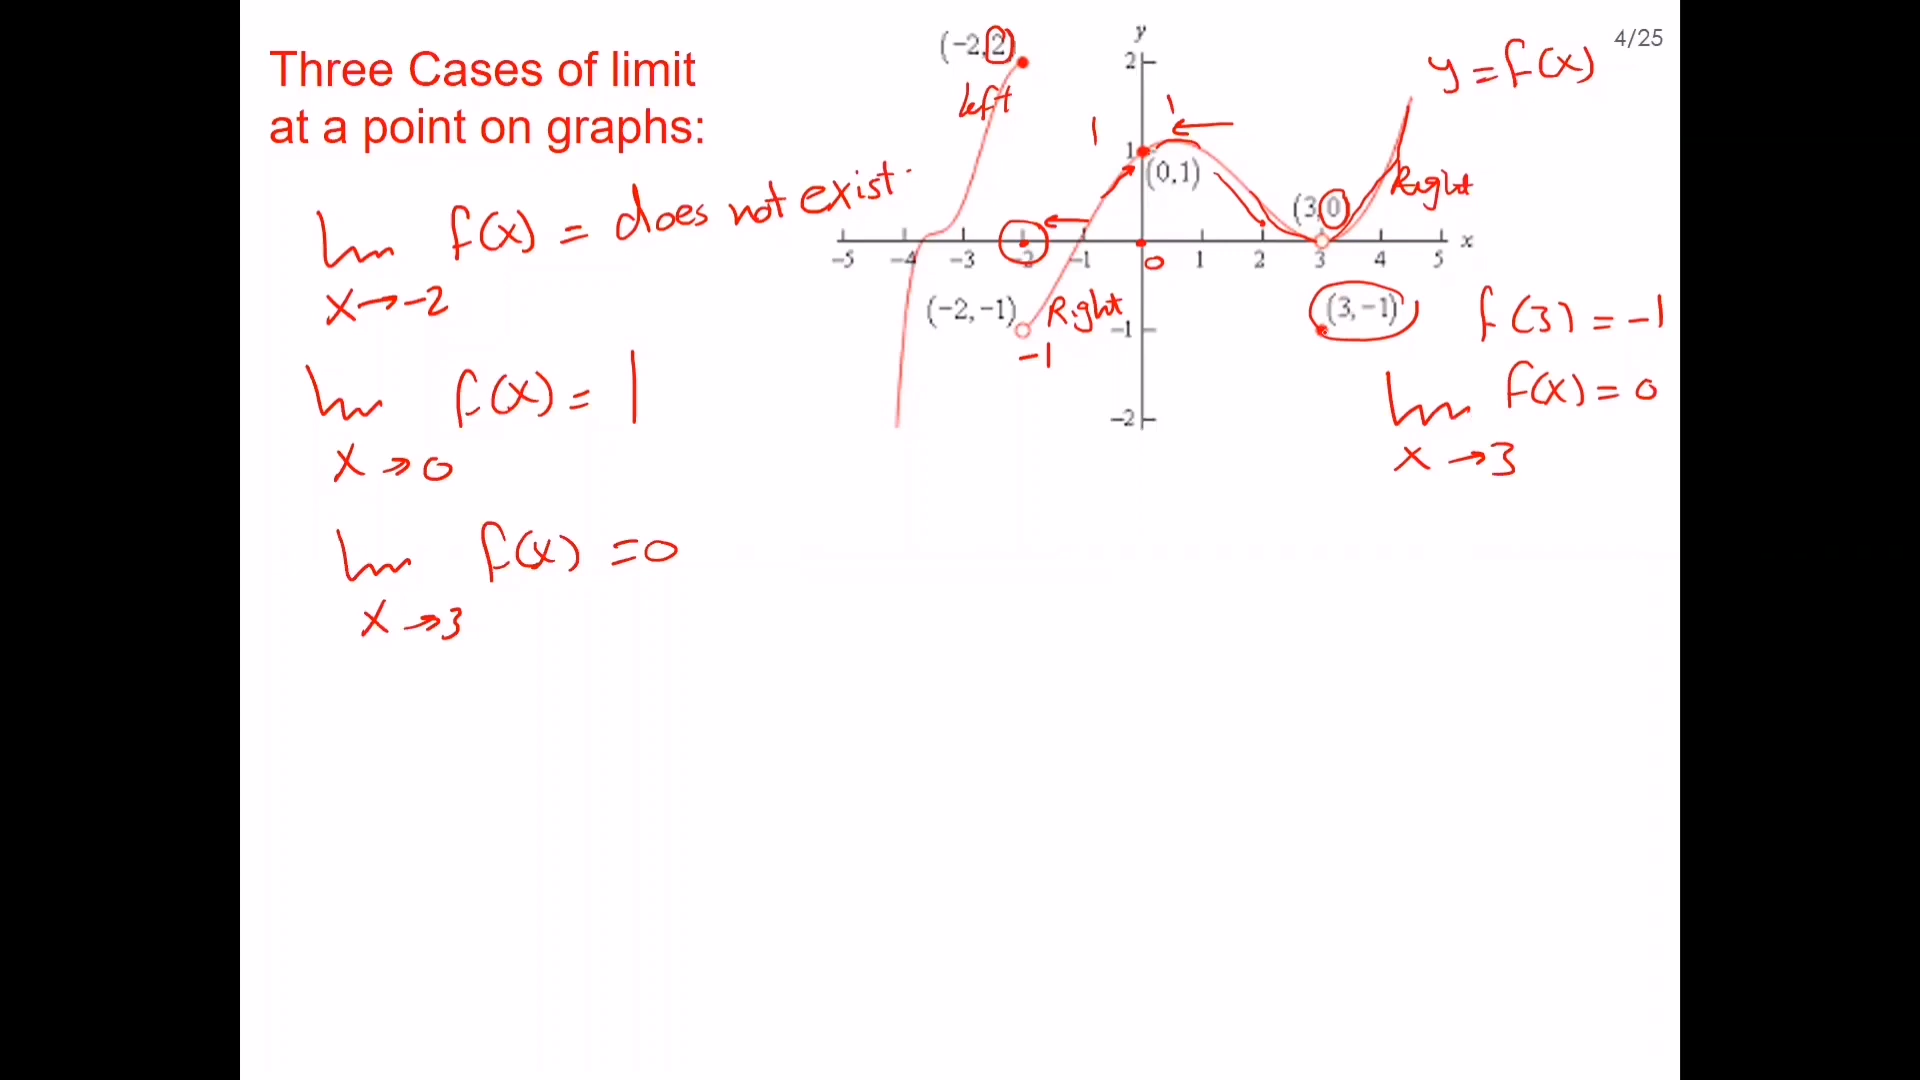 4/25
Three Cases of limit
at a point on graphs:
lim f(x) = does not exist.
x→-2
lim f(x) = 1
x→0
lim f(x) = 0
x→3
y = f(x)
(-2,2)
left
y
2
1
1
1
(0,1)
(3,0)
Right
-5 -4 -3 -2 -1 0 1 2 3 4 5 x
(-2,-1)
Right
-1
-1
(3,-1)
-2
f(3) = -1
lim f(x) = 0
x→3